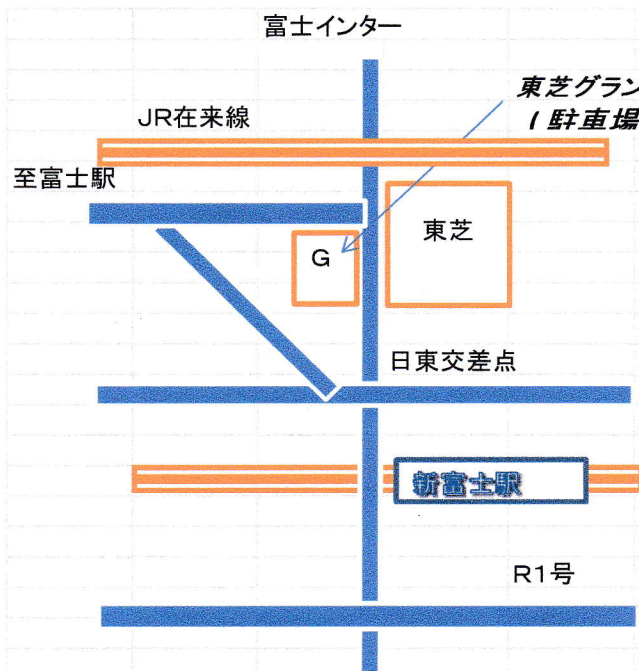 富士インター
東芝グラン
(駐車場
JR在来線
至富士駅
東芝
G
日東交差点
新富士駅
R1号